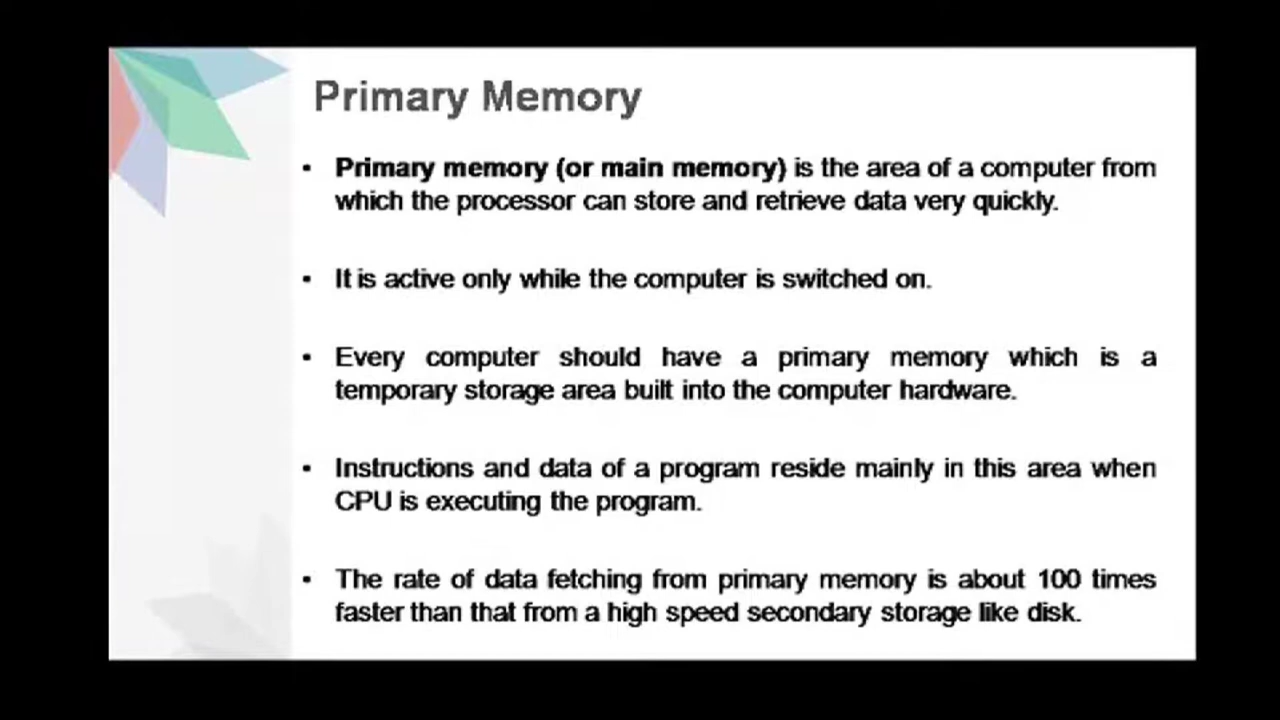 Primary Memory
• Primary memory (or main memory) is the area of a computer from
which the processor can store and retrieve data very quickly.
• It is active only while the computer is switched on.
• Every computer should have a primary memory which is a
temporary storage area built into the computer hardware.
• Instructions and data of a program reside mainly in this area when
CPU is executing the program.
• The rate of data fetching from primary memory is about 100 times
faster than that from a high speed secondary storage like disk.